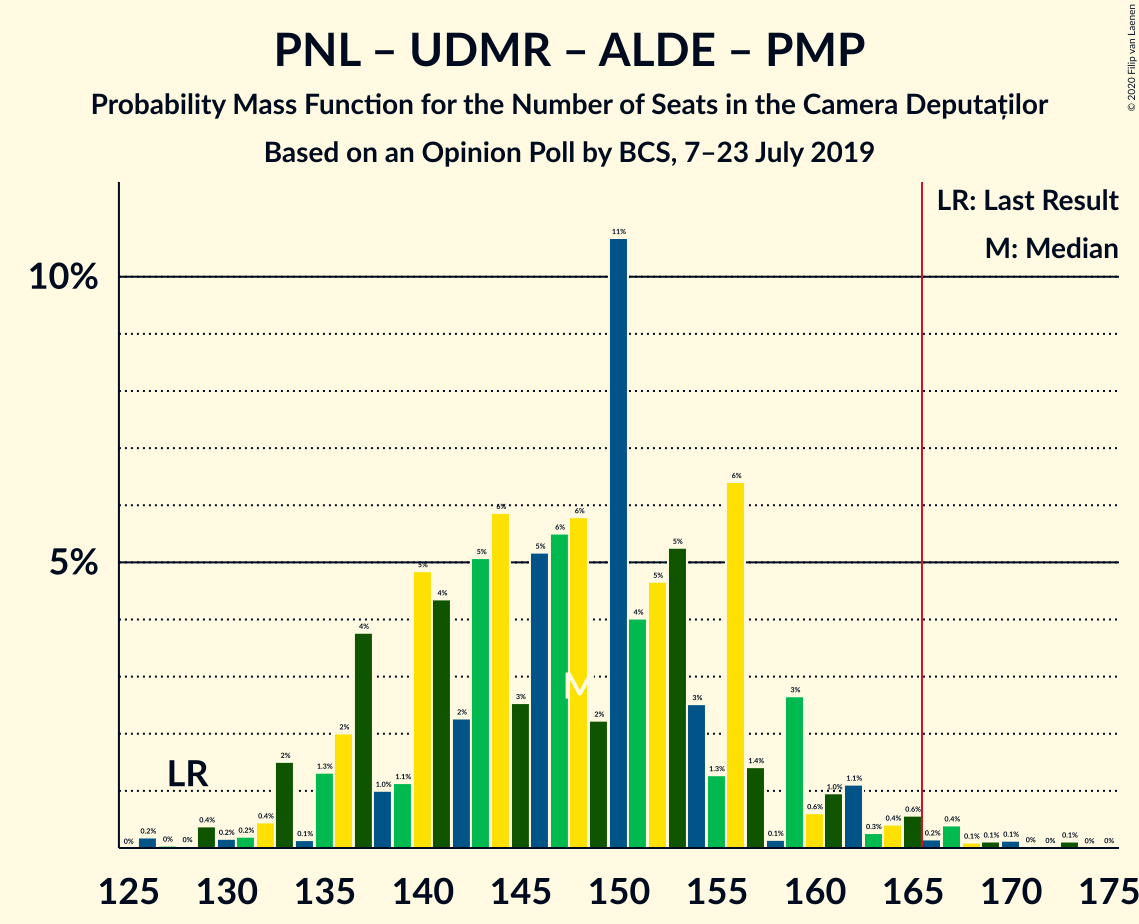 PNL – UDMR – ALDE – PMP
Probability Mass Function for the Number of Seats in the Camera Deputaților
Based on an Opinion Poll by BCS, 7–23 July 2019
© 2020 Filip van Laenen
LR: Last Result
M: Median
10%
5%
LR
M
0% 0.2% 0% 0% 0.4% 0.2% 0.2% 0.4% 2% 0.1% 1.3% 2% 4% 1.0% 1.1% 5% 4% 2% 5% 6% 3% 5% 6% 6% 2% 11% 4% 5% 5% 3% 1.3% 6% 1.4% 0.1% 3% 0.6% 1.0% 1.1% 0.3% 0.4% 0.6% 0.2% 0.4% 0.1% 0.1% 0.1% 0% 0% 0.1% 0% 0%
125 130 135 140 145 150 155 160 165 170 175